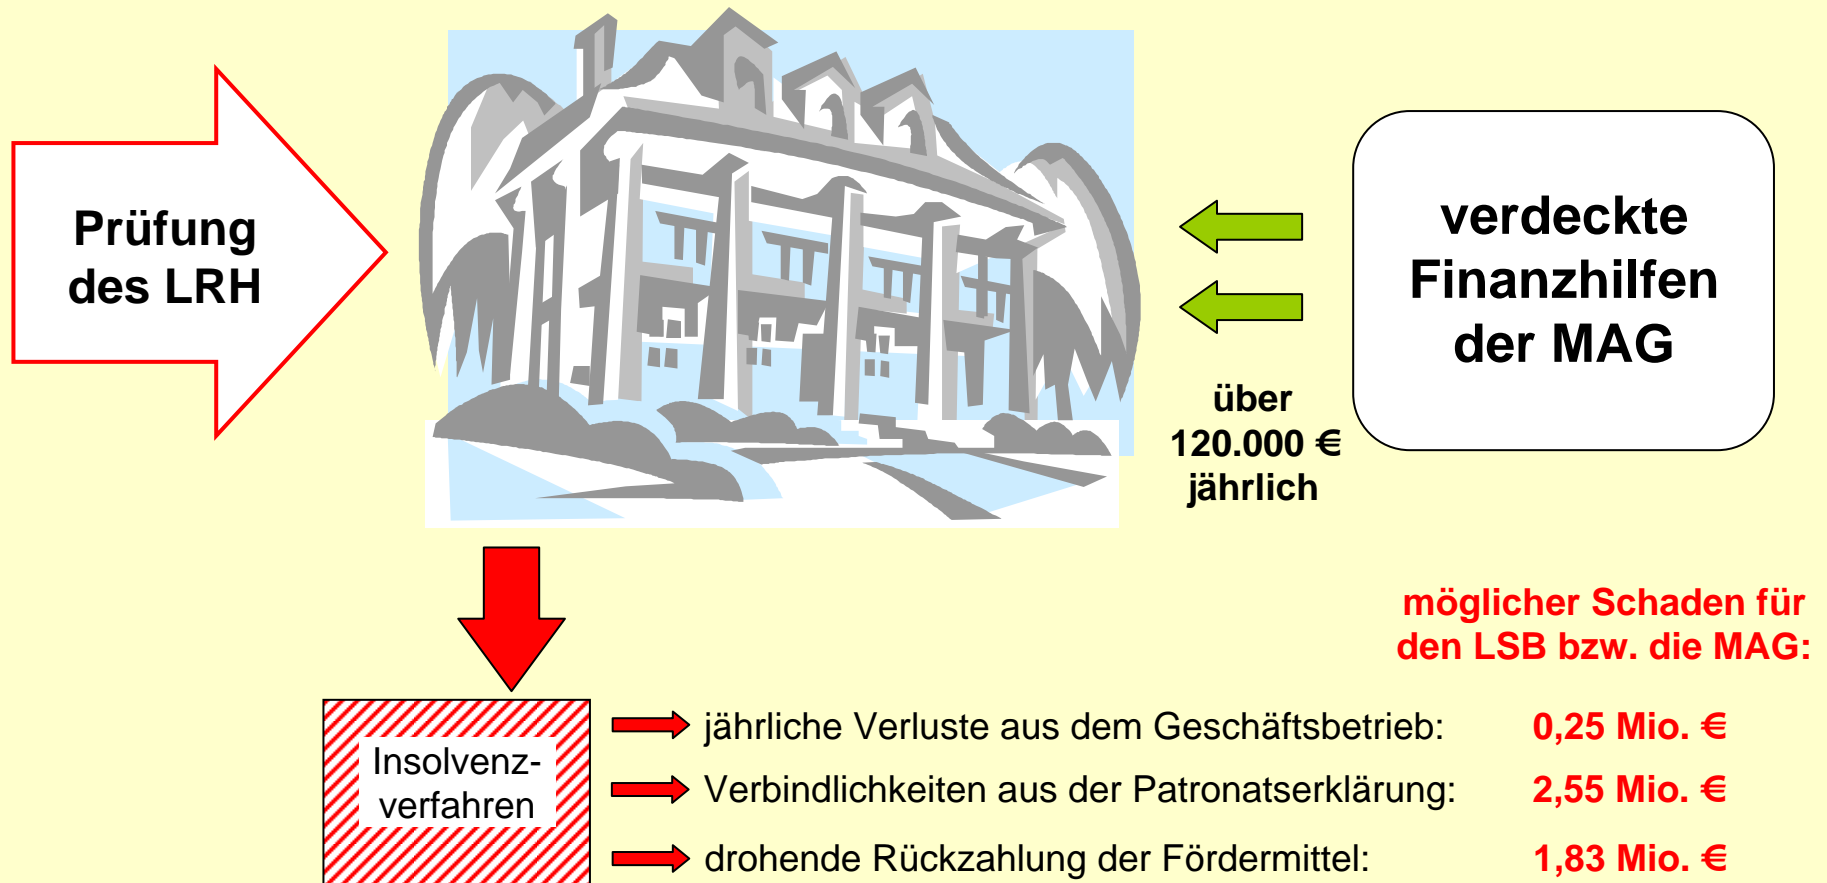 Prüfung
des LRH
verdeckte
Finanzhilfen
der MAG
über
120.000 €
jährlich
möglicher Schaden für
den LSB bzw. die MAG:
Insolvenz-
verfahren
jährliche Verluste aus dem Geschäftsbetrieb: 0,25 Mio. €
Verbindlichkeiten aus der Patronatserklärung: 2,55 Mio. €
drohende Rückzahlung der Fördermittel: 1,83 Mio. €